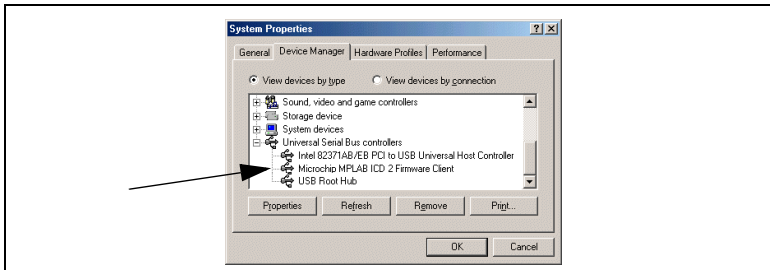 System Properties
? X
General Device Manager Hardware Profiles Performance
View devices by type View devices by connection
Sound, video and game controllers
Storage device
System devices
Universal Serial Bus controllers
Intel 82371AB/EB PCI to USB Universal Host Controller
Microchip MPLAB ICD 2 Firmware Client
USB Root Hub
Properties Refresh Remove Print...
OK Cancel